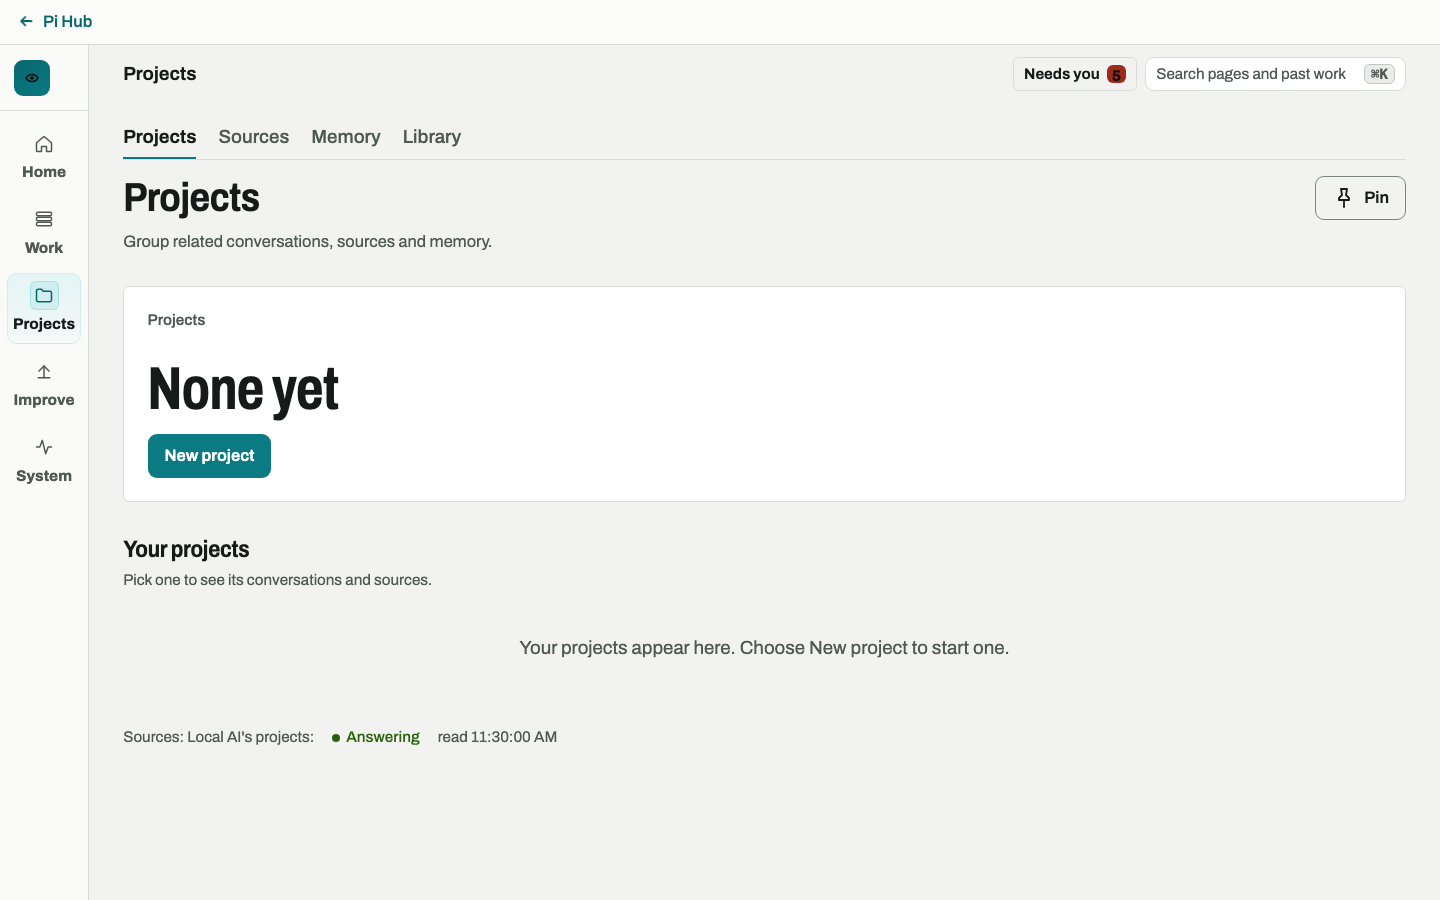 Pi Hub
Projects
Needs you 5
Search pages and past work ⌘K
Home
Work
Projects
Improve
System
Projects Sources Memory Library
Projects
Pin
Group related conversations, sources and memory.
Projects
None yet
New project
Your projects
Pick one to see its conversations and sources.
Your projects appear here. Choose New project to start one.
Sources: Local AI's projects: Answering read 11:30:00 AM